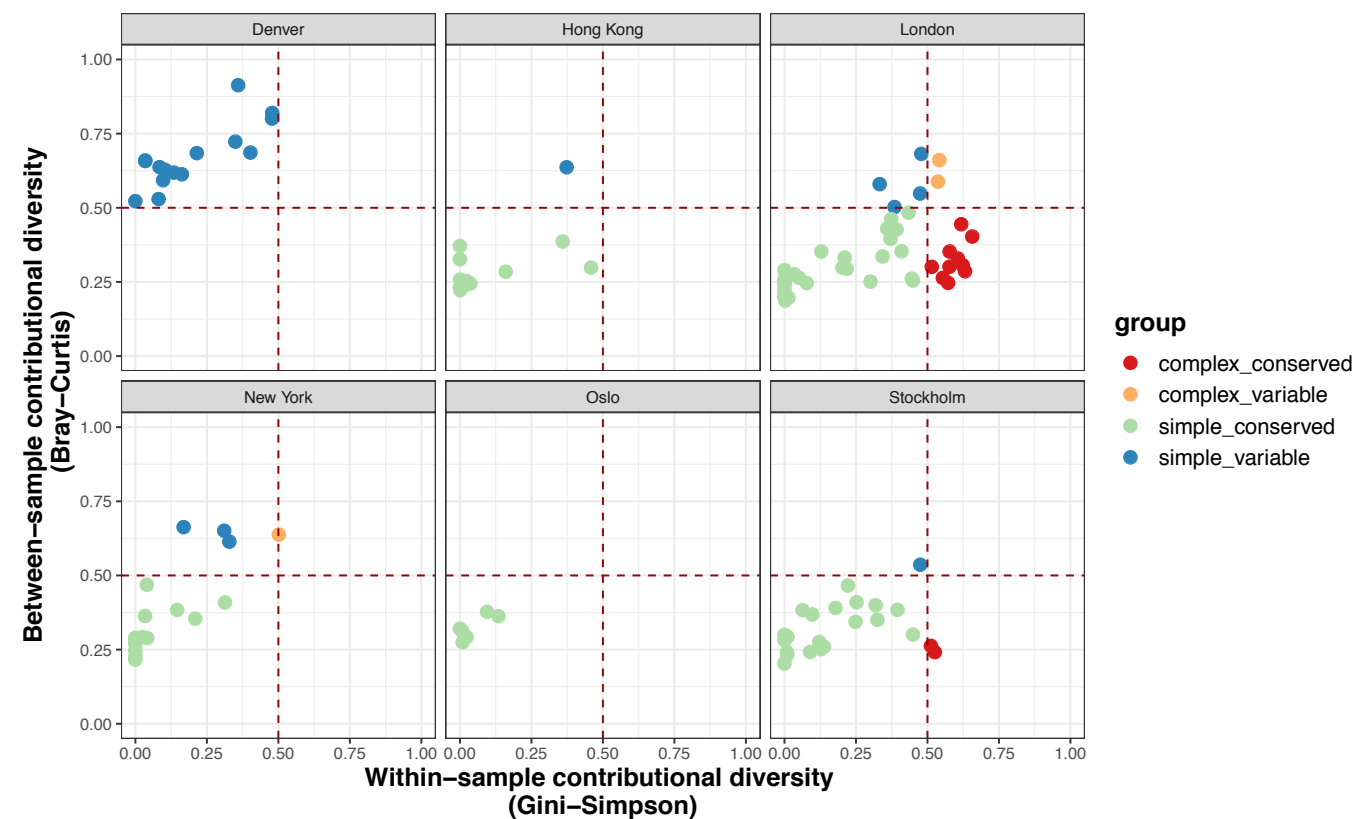 Denver
Hong Kong
London
1.00
0.75
0.50
0.25
0.00
New York
Oslo
Stockholm
1.00
0.75
0.50
0.25
0.00
0.00 0.25 0.50 0.75 1.00
0.00 0.25 0.50 0.75 1.00
0.00 0.25 0.50 0.75 1.00
Between−sample contributional diversity
(Bray−Curtis)
Within−sample contributional diversity
(Gini−Simpson)
group
complex_conserved
complex_variable
simple_conserved
simple_variable